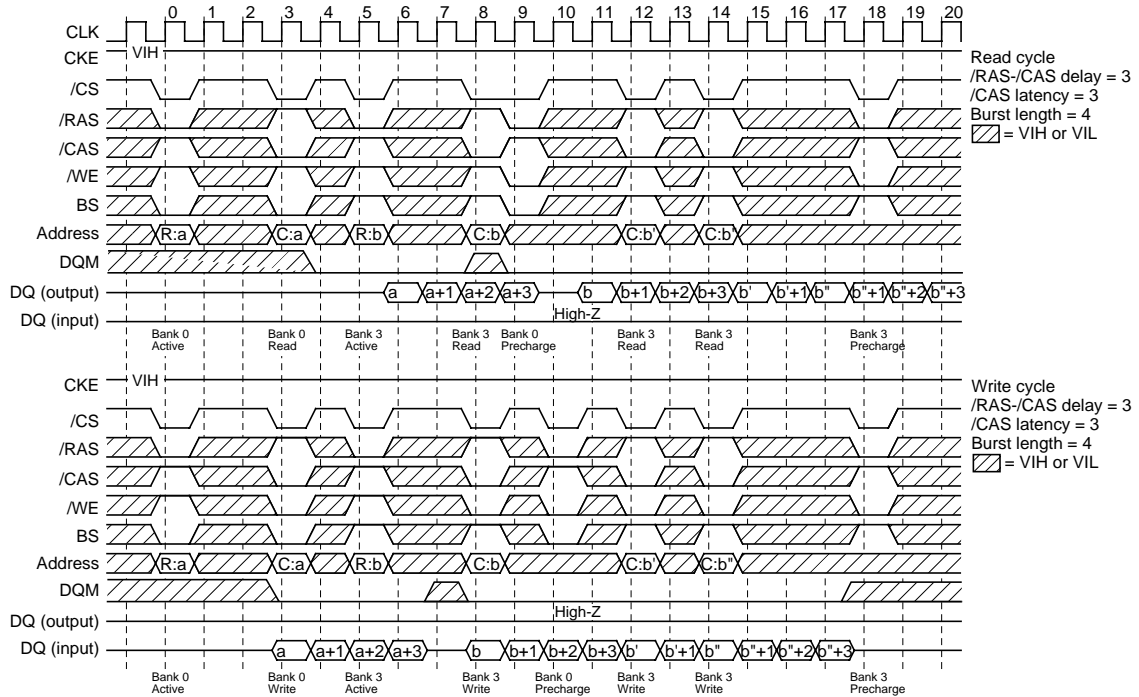 0 1 2 3 4 5 6 7 8 9 10 11 12 13 14 15 16 17 18 19 20
CLK
CKE VIH
/CS
/RAS
/CAS
/WE
BS
Address R:a C:a R:b C:b C:b' C:b"
DQM
DQ (output) a a+1 a+2 a+3 b b+1 b+2 b+3 b' b'+1 b" b"+1 b"+2 b"+3
High-Z
DQ (input)
Bank 0 Active
Bank 0 Read
Bank 3 Active
Bank 3 Read
Bank 0 Precharge
Bank 3 Read
Bank 3 Read
Bank 3 Precharge
Read cycle
/RAS-/CAS delay = 3
/CAS latency = 3
Burst length = 4
= VIH or VIL
CKE VIH
/CS
/RAS
/CAS
/WE
BS
Address R:a C:a R:b C:b C:b' C:b"
DQM
High-Z
DQ (output)
DQ (input) a a+1 a+2 a+3 b b+1 b+2 b+3 b' b'+1 b" b"+1 b"+2 b"+3
Bank 0 Active
Bank 0 Write
Bank 3 Active
Bank 3 Write
Bank 0 Precharge
Bank 3 Write
Bank 3 Write
Bank 3 Precharge
Write cycle
/RAS-/CAS delay = 3
/CAS latency = 3
Burst length = 4
= VIH or VIL